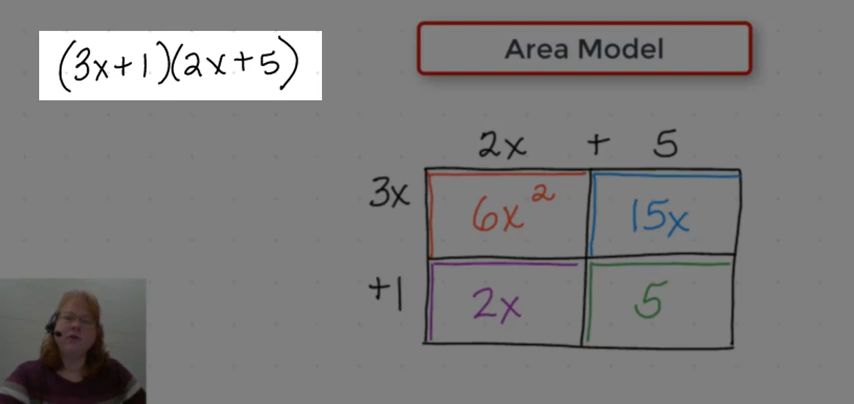 (3x+1)(2x+5)
Area Model
2x + 5
3x 6x² 15x
+1 2x 5